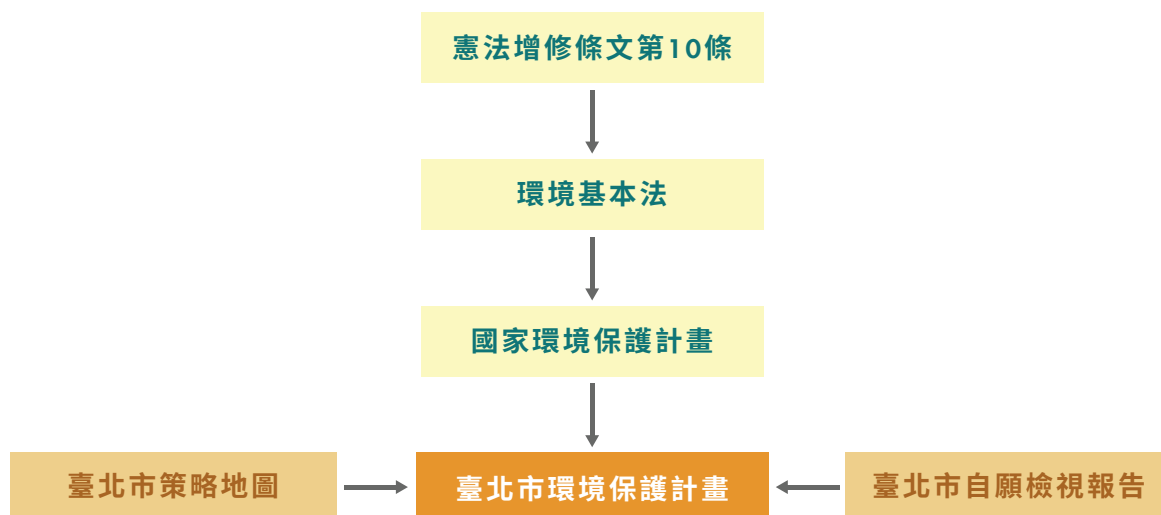 憲法增修條文第10條
環境基本法
國家環境保護計畫
臺北市策略地圖
臺北市環境保護計畫
臺北市自願檢視報告